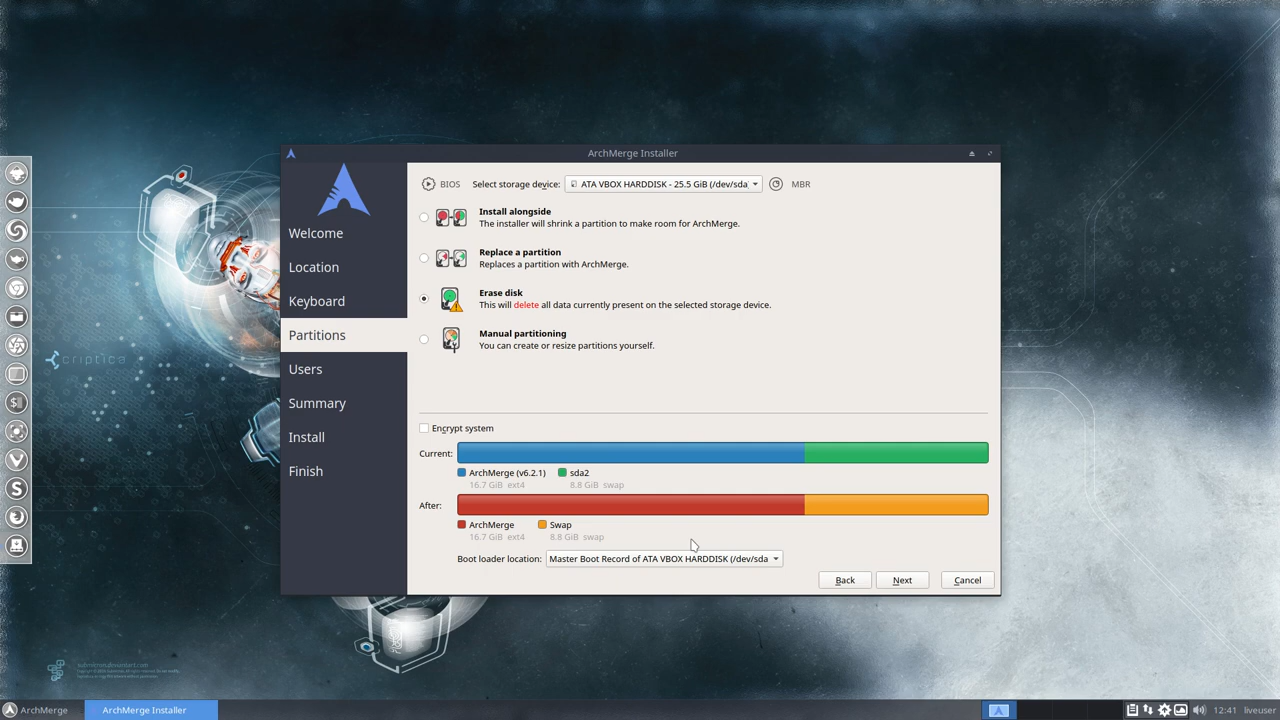 ArchMerge Installer
BIOS Select storage device: ATA VBOX HARDDISK - 25.5 GiB (/dev/sda) MBR
Install alongside
The installer will shrink a partition to make room for ArchMerge.
Replace a partition
Replaces a partition with ArchMerge.
Erase disk
This will delete all data currently present on the selected storage device.
Manual partitioning
You can create or resize partitions yourself.
Welcome
Location
Keyboard
Partitions
Users
Summary
Install
Finish
Encrypt system
Current:
ArchMerge (v6.2.1) sda2
16.7 GiB ext4 8.8 GiB swap
After:
ArchMerge Swap
16.7 GiB ext4 8.8 GiB swap
Boot loader location: Master Boot Record of ATA VBOX HARDDISK (/dev/sda
Back Next Cancel
criptica
ArchMerge ArchMerge Installer 12:41 liveuser